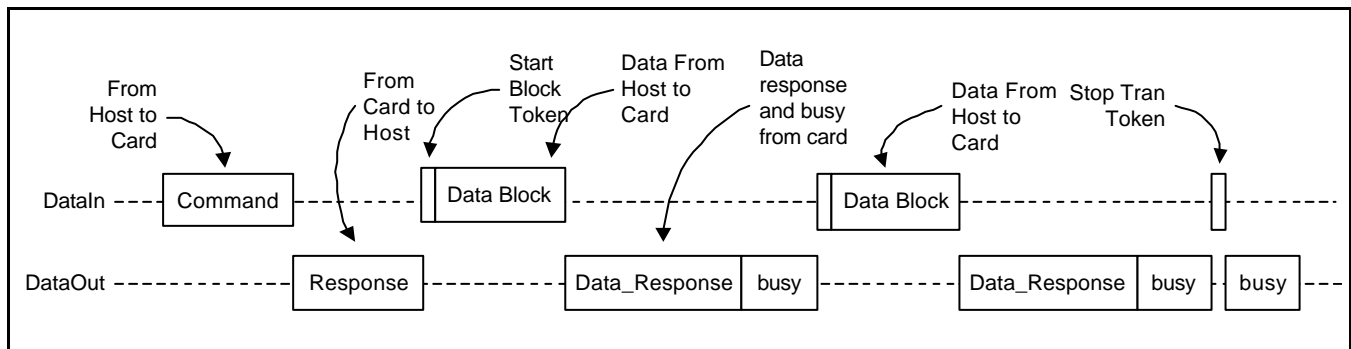 From
Host to
Card
From
Card to
Host
Start
Block
Token
Data From
Host to
Card
Data
response
and busy
from card
Data From
Host to
Card
Stop Tran
Token
DataIn
Command
Data Block
Data Block
DataOut
Response
Data_Response
busy
Data_Response
busy
busy